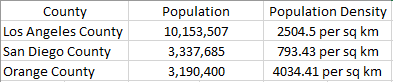 County Population Population Density
Los Angeles County 10,153,507 2504.5 per sq km
San Diego County 3,337,685 793.43 per sq km
Orange County 3,190,400 4034.41 per sq km